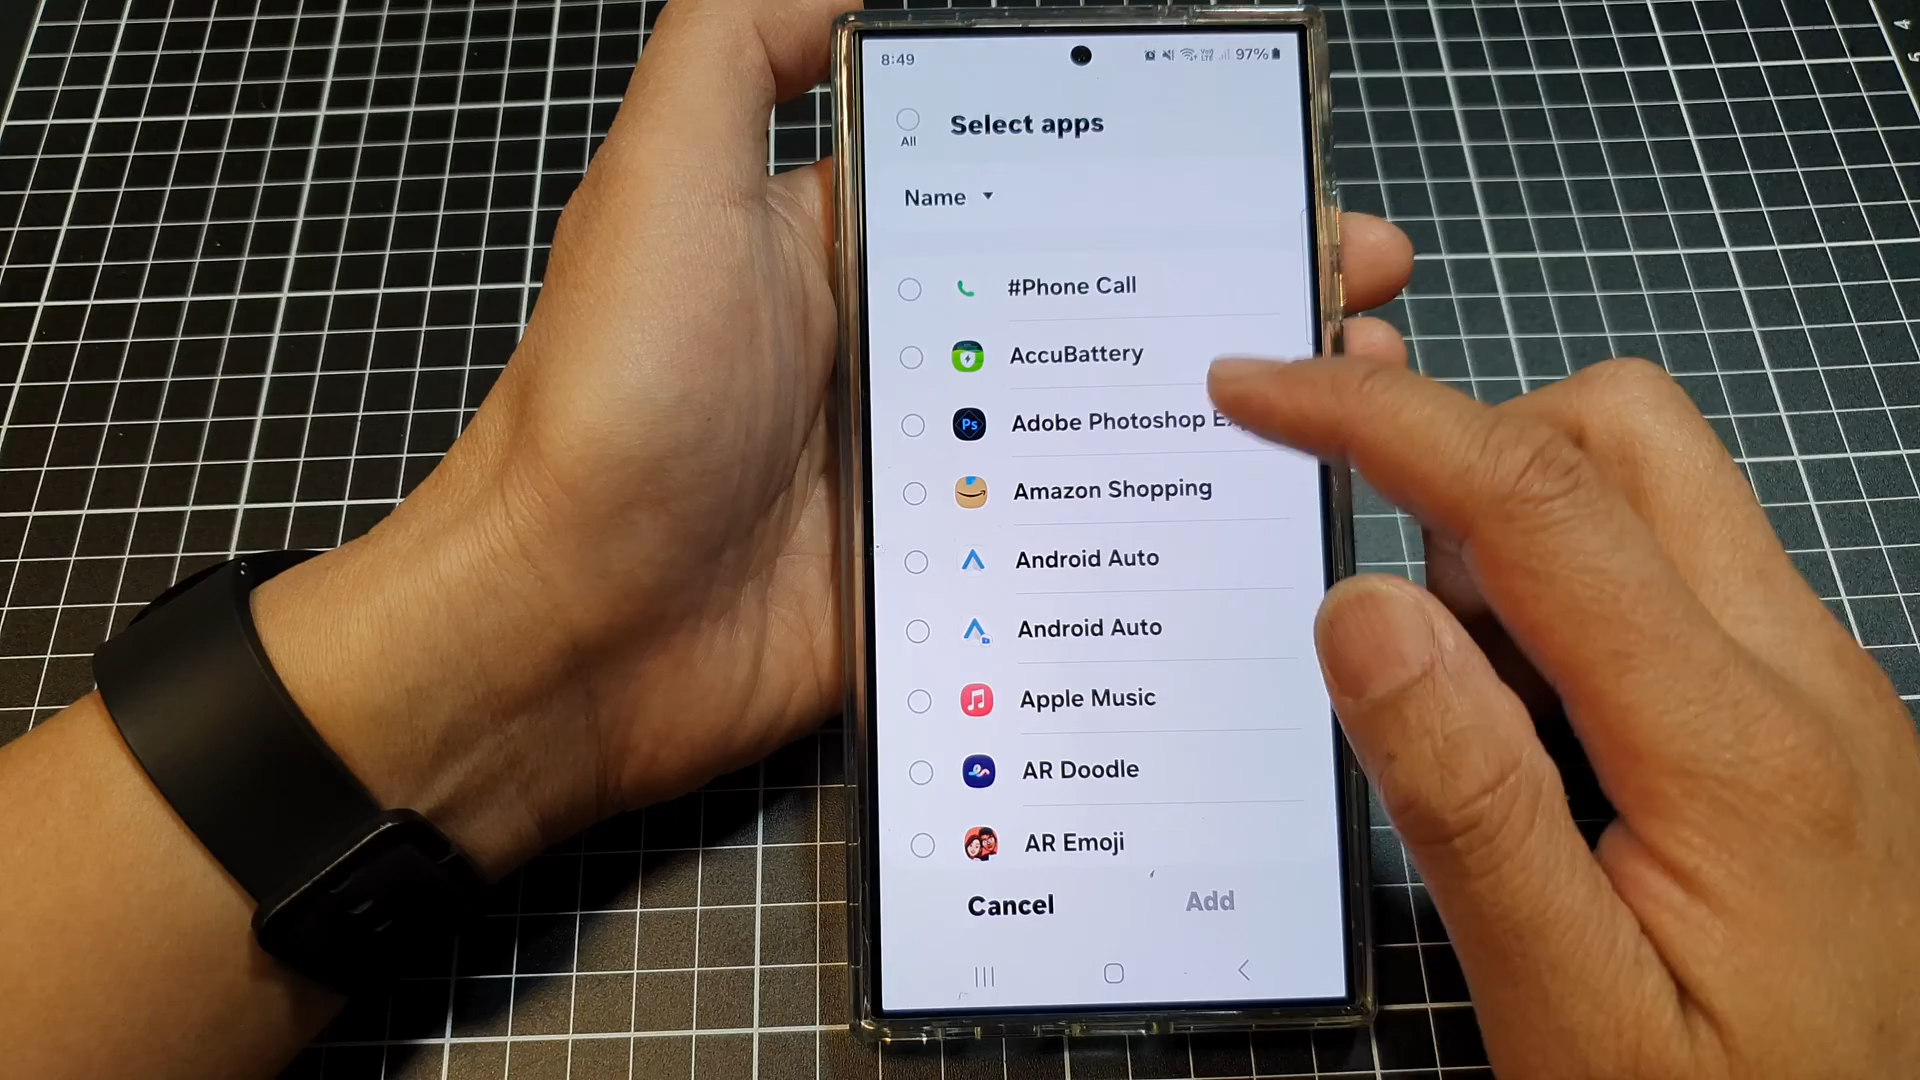 8:49 97%
Select apps
All
Name
#Phone Call
AccuBattery
Ps Adobe Photoshop
Amazon Shopping
Android Auto
Android Auto
Apple Music
AR Doodle
AR Emoji
Cancel Add